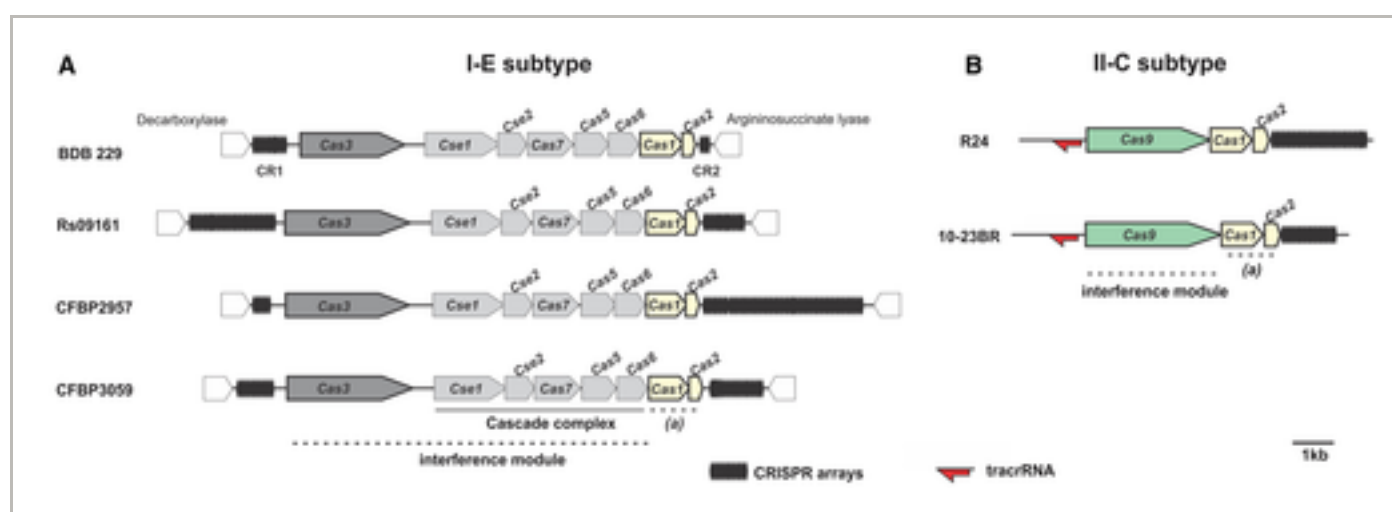 A
I-E subtype
B
II-C subtype
Decarboxylase
Argininosuccinate lyase
BDB 229
Cas3
Cse1
Cse2
Cas7
Cas5
Cas6
Cas1
Cas2
CR1
CR2
Rs09161
Cas3
Cse1
Cse2
Cas7
Cas5
Cas6
Cas1
Cas2
CFBP2957
Cas3
Cse1
Cse2
Cas7
Cas5
Cas6
Cas1
Cas2
CFBP3059
Cas3
Cse1
Cse2
Cas7
Cas5
Cas6
Cas1
Cas2
Cascade complex
(a)
interference module
R24
Cas9
Cas1
Cas2
10-23BR
Cas9
Cas1
Cas2
(a)
interference module
CRISPR arrays
tracrRNA
1kb